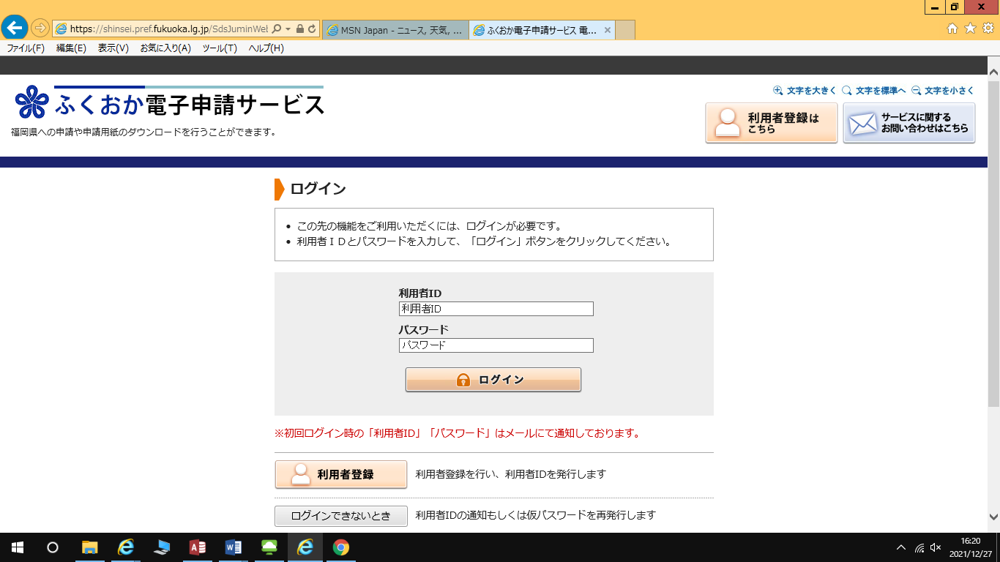 https://shinsei.pref.fukuoka.lg.jp/SdsJuminWel
MSN Japan - ニュース, 天気, ...
ふくおか電子申請サービス 電...
ファイル(F) 編集(E) 表示(V) お気に入り(A) ツール(T) ヘルプ(H)
文字を大きく 文字を標準へ 文字を小さく
ふくおか電子申請サービス
福岡県への申請や申請用紙のダウンロードを行うことができます。
利用者登録は
こちら
サービスに関する
お問い合わせはこちら
ログイン
• この先の機能をご利用いただくには、ログインが必要です。
• 利用者ＩＤとパスワードを入力して、「ログイン」ボタンをクリックしてください。
利用者ID
利用者ID
パスワード
パスワード
ログイン
※初回ログイン時の「利用者ID」「パスワード」はメールにて通知しております。
利用者登録 利用者登録を行い、利用者IDを発行します
ログインできないとき 利用者IDの通知もしくは仮パスワードを再発行します
16:20
2021/12/27